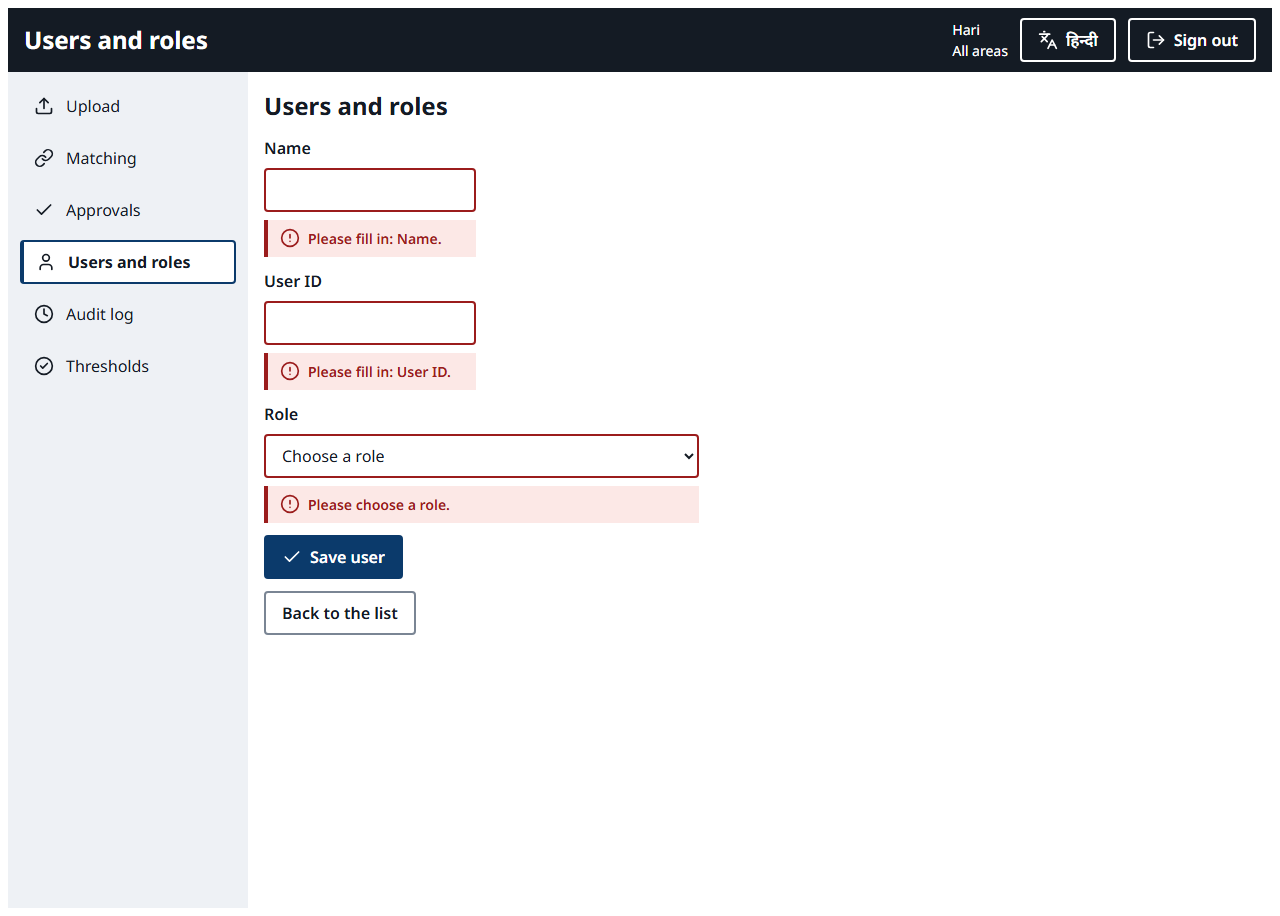 Users and roles
Hari
All areas
हिन्दी
Sign out
Upload
Matching
Approvals
Users and roles
Audit log
Thresholds
Users and roles
Name
Please fill in: Name.
User ID
Please fill in: User ID.
Role
Choose a role
Please choose a role.
Save user
Back to the list